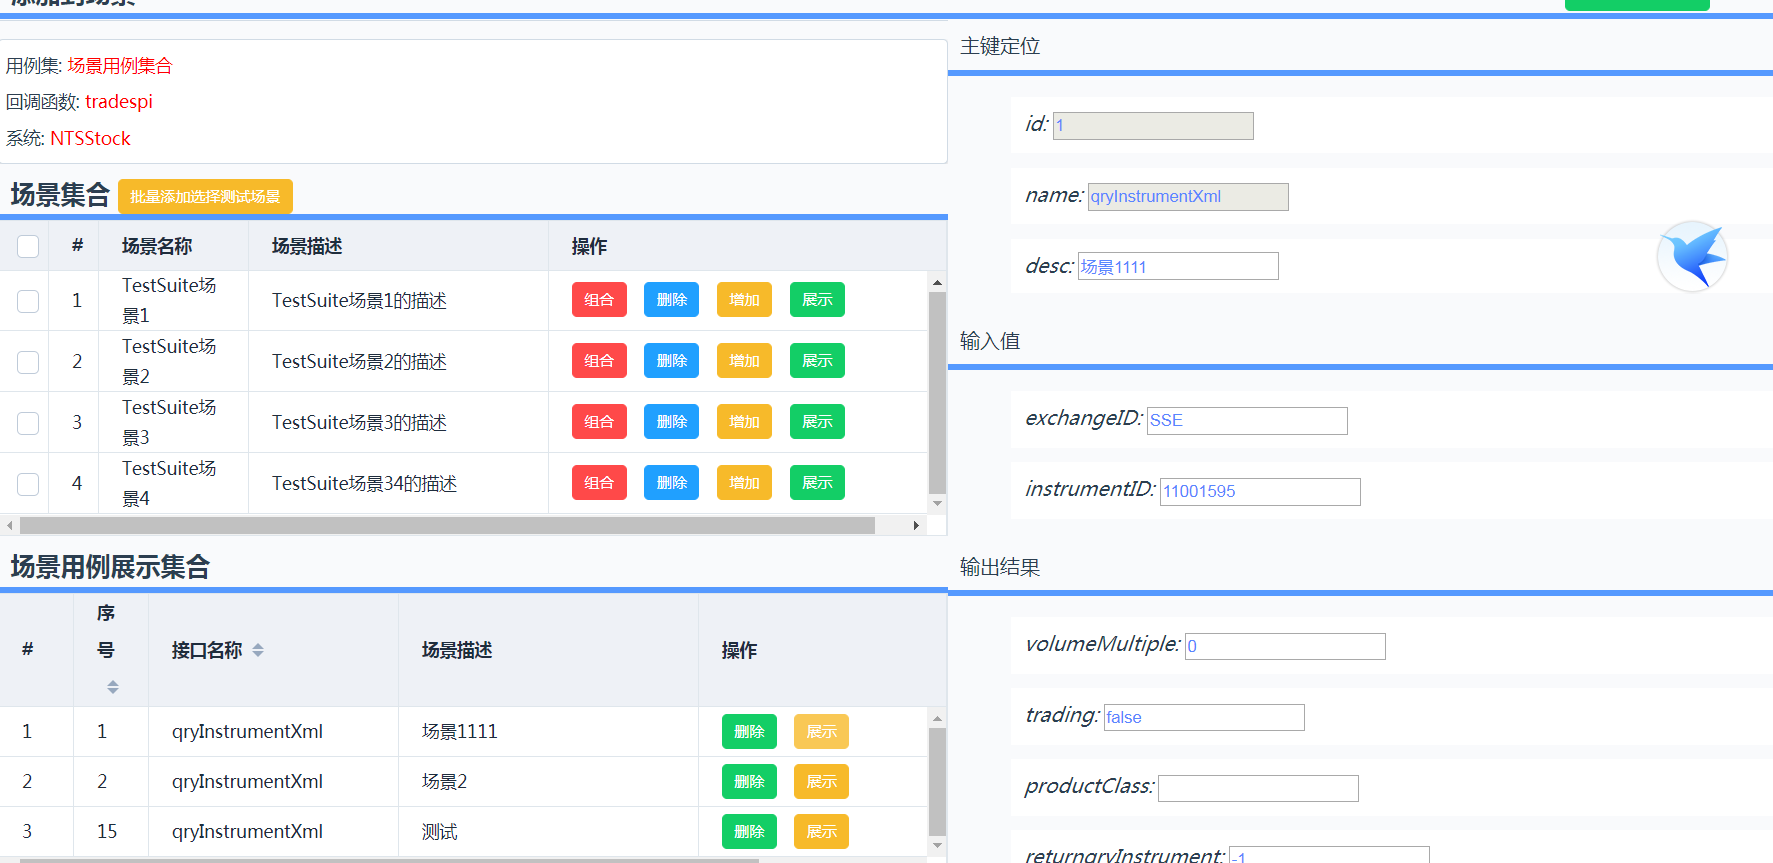 添加到场景
用例集: 场景用例集合
回调函数: tradespi
系统: NTSStock
场景集合 批量添加选择测试场景
# 场景名称 场景描述 操作
1 TestSuite场景1 TestSuite场景1的描述 组合 删除 增加 展示
2 TestSuite场景2 TestSuite场景2的描述 组合 删除 增加 展示
3 TestSuite场景3 TestSuite场景3的描述 组合 删除 增加 展示
4 TestSuite场景4 TestSuite场景34的描述 组合 删除 增加 展示
场景用例展示集合
# 序号 接口名称 场景描述 操作
1 1 qryInstrumentXml 场景1111 删除 展示
2 2 qryInstrumentXml 场景2 删除 展示
3 15 qryInstrumentXml 测试 删除 展示
主键定位
id: 1
name: qryInstrumentXml
desc: 场景1111
输入值
exchangeID: SSE
instrumentID: 11001595
输出结果
volumeMultiple: 0
trading: false
productClass:
returnqryInstrument: -1